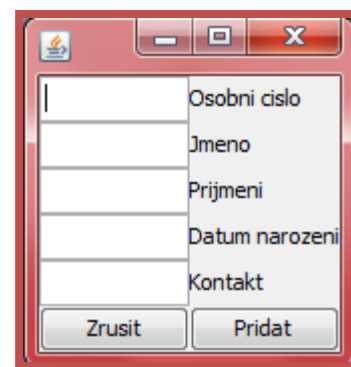 Osobni cislo
Jmeno
Prijmeni
Datum narozeni
Kontakt
Zrusit Pridat